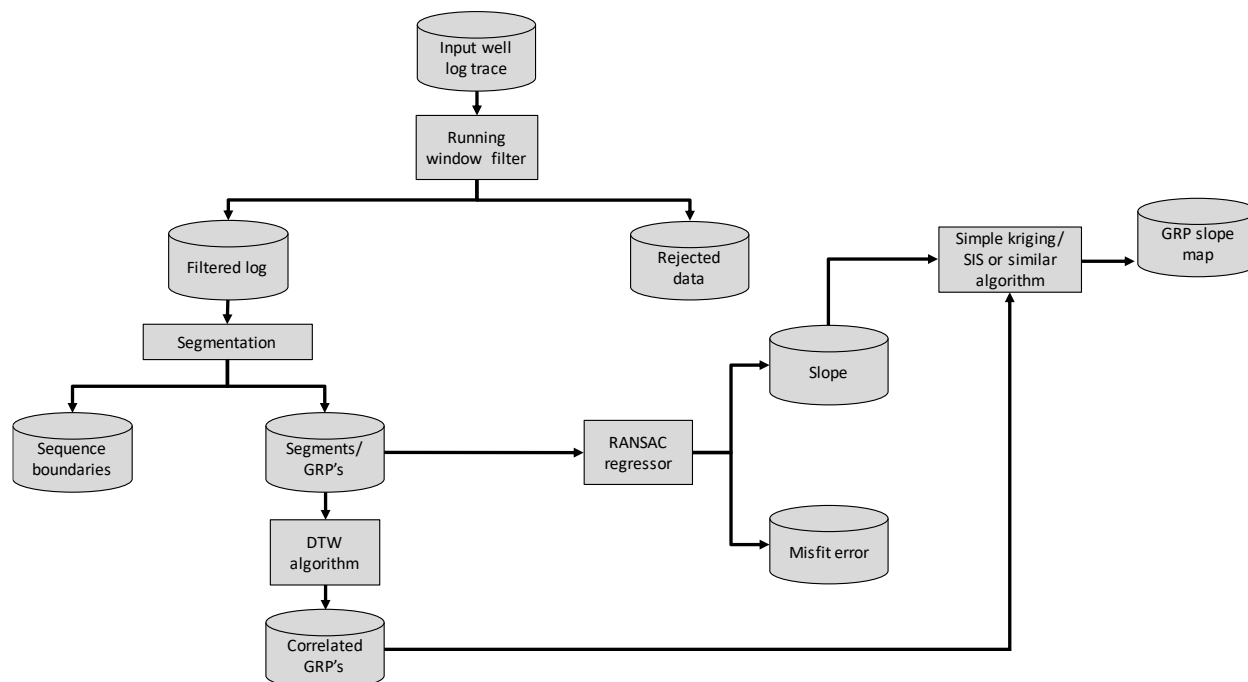 Input well
log trace
Running
window filter
Filtered log
Rejected
data
Simple kriging/
SIS or similar
algorithm
GRP slope
map
Segmentation
Slope
Sequence
boundaries
Segments/
GRP's
RANSAC
regressor
DTW
algorithm
Misfit error
Correlated
GRP's